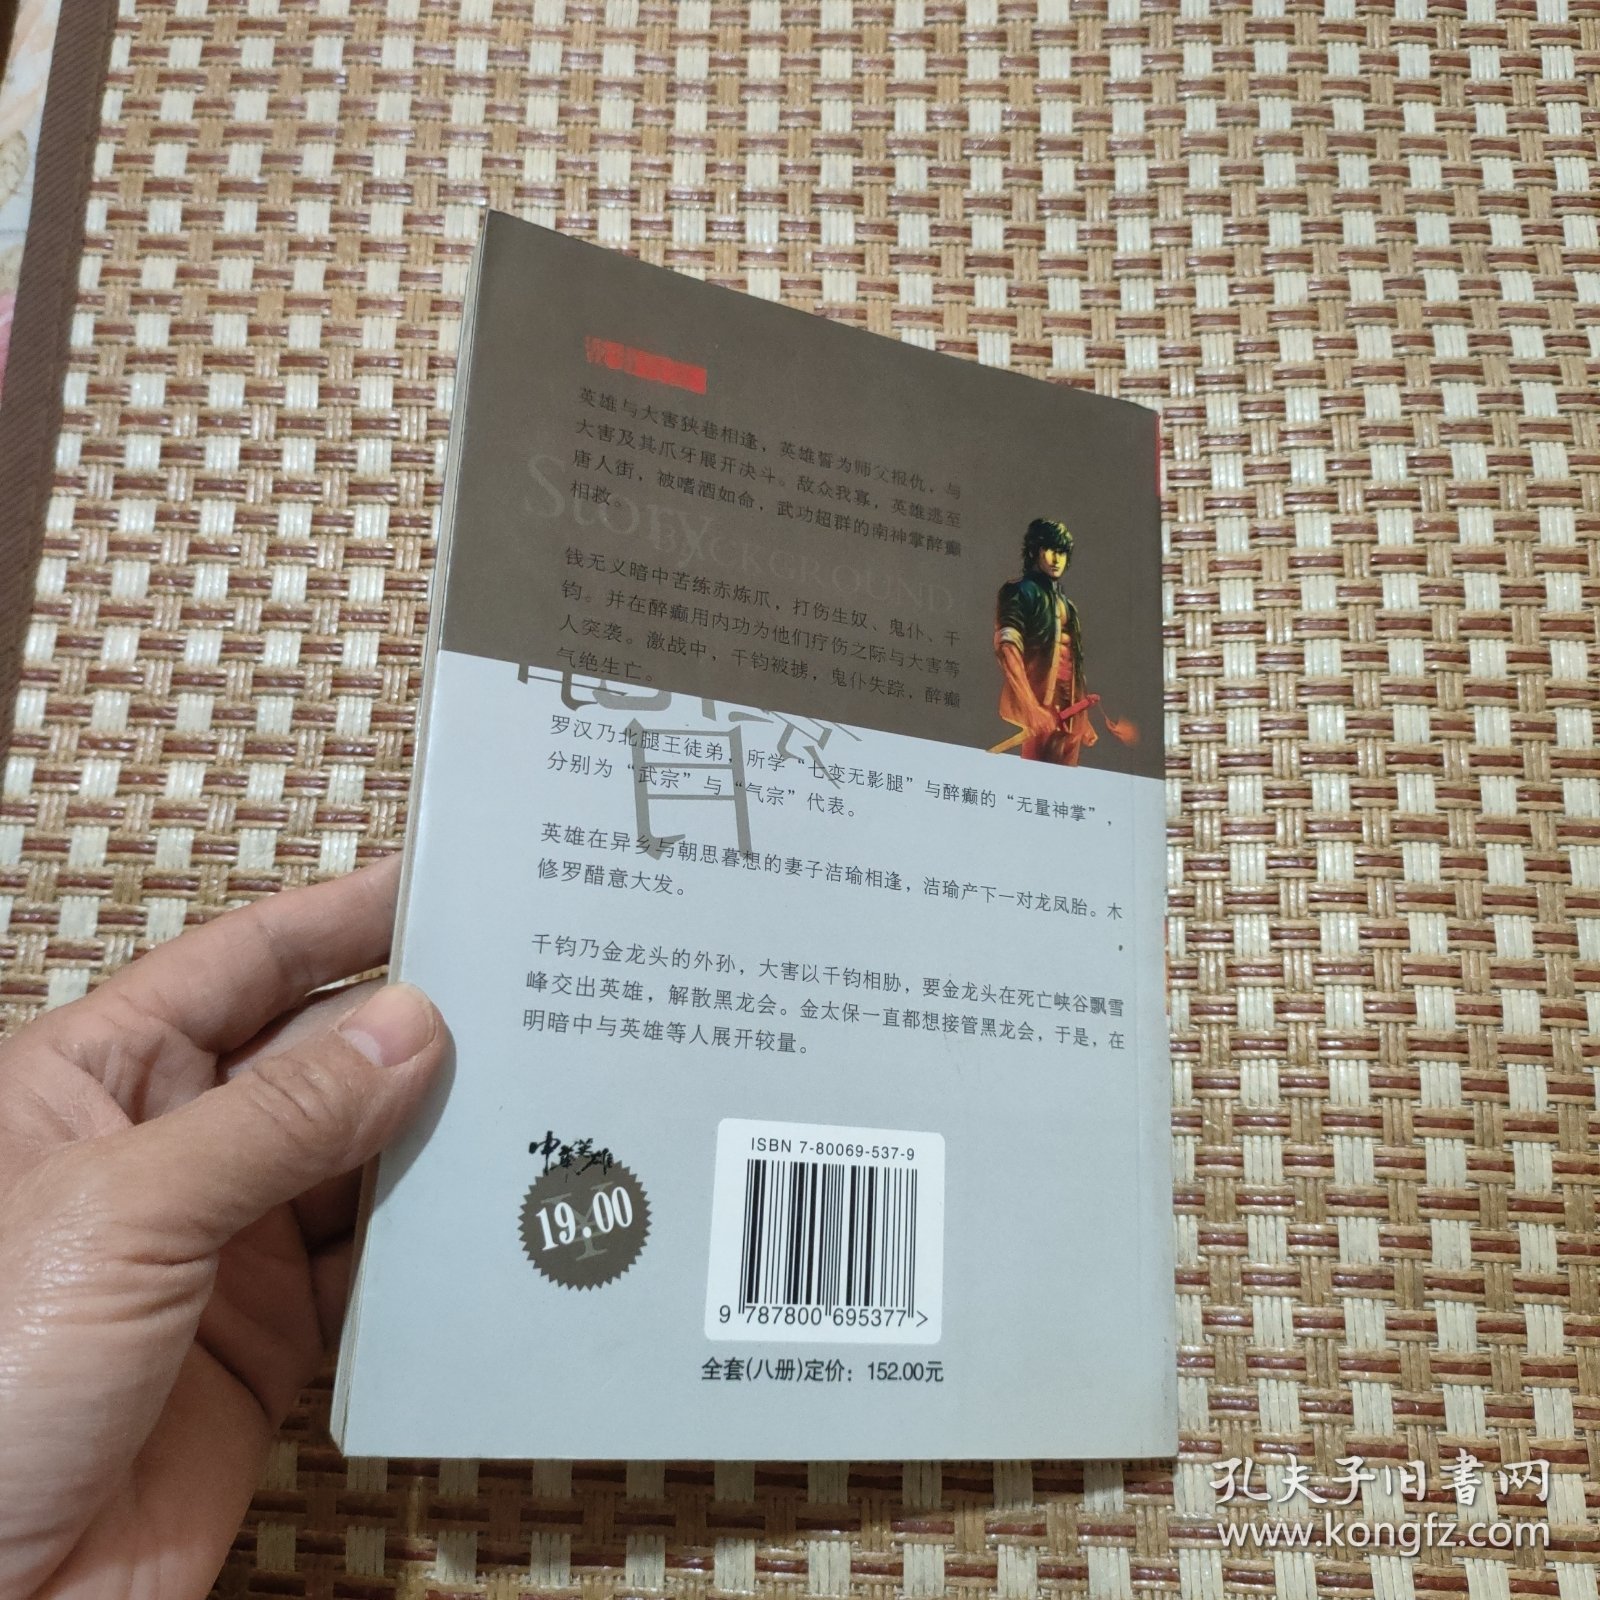 英雄与大害狭巷相逢，英雄誓为师父报仇，与
大害及其爪牙展开决斗。敌众我寡，英雄逃至
唐人街，被嗜酒如命，武功超群的南神掌醉癫
相救。
STORY
BACKGROUND
钱无义暗中苦练赤炼爪，打伤生奴、鬼仆、千
钧。并在醉癫用内功为他们疗伤之际与大害等
人突袭。激战中，千钧被掳，鬼仆失踪，醉癫
气绝生亡。
罗汉乃北腿王徒弟，所学“七变无影腿”与醉癫的“无量神掌”，
分别为“武宗”与“气宗”代表。
英雄在异乡与朝思暮想的妻子洁瑜相逢，洁瑜产下一对龙凤胎。木
修罗醋意大发。
千钧乃金龙头的外孙，大害以千钧相胁，要金龙头在死亡峡谷飘雪
峰交出英雄，解散黑龙会。金太保一直都想接管黑龙会，于是，在
明暗中与英雄等人展开较量。
中华英雄
¥
19.00
ISBN 7-80069-537-9
9 787800 695377>
全套(八册)定价：152.00元
孔夫子旧书网
www.kongfz.com